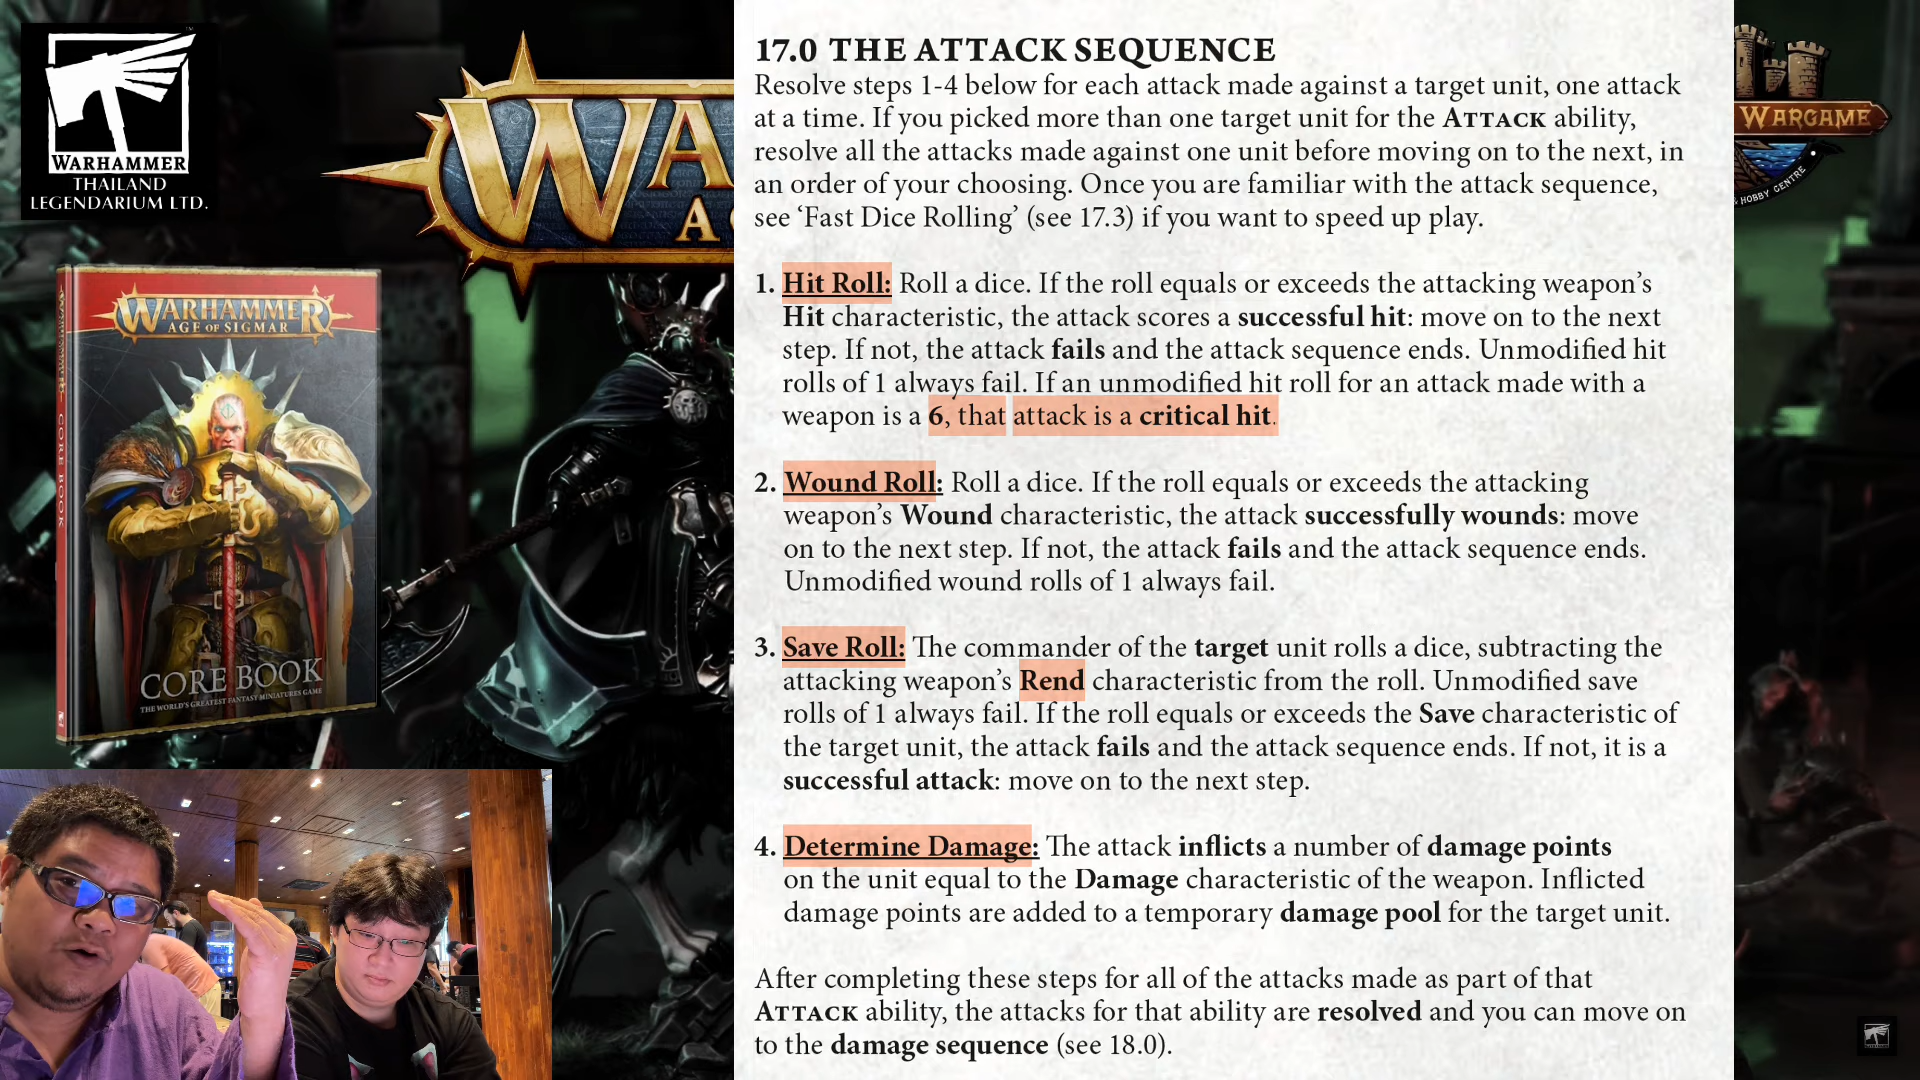 WARHAMMER
THAILAND
LEGENDARIUM LTD.
WA
A
WARHAMMER
AGE OF SIGMAR
CORE BOOK
CORE BOOK
THE WORLD'S GREATEST FANTASY MINIATURES GAME
17.0 THE ATTACK SEQUENCE
Resolve steps 1-4 below for each attack made against a target unit, one attack
at a time. If you picked more than one target unit for the ATTACK ability,
resolve all the attacks made against one unit before moving on to the next, in
an order of your choosing. Once you are familiar with the attack sequence,
see ‘Fast Dice Rolling’ (see 17.3) if you want to speed up play.
1. Hit Roll: Roll a dice. If the roll equals or exceeds the attacking weapon’s
Hit characteristic, the attack scores a successful hit: move on to the next
step. If not, the attack fails and the attack sequence ends. Unmodified hit
rolls of 1 always fail. If an unmodified hit roll for an attack made with a
weapon is a 6, that attack is a critical hit.
2. Wound Roll: Roll a dice. If the roll equals or exceeds the attacking
weapon’s Wound characteristic, the attack successfully wounds: move
on to the next step. If not, the attack fails and the attack sequence ends.
Unmodified wound rolls of 1 always fail.
3. Save Roll: The commander of the target unit rolls a dice, subtracting the
attacking weapon’s Rend characteristic from the roll. Unmodified save
rolls of 1 always fail. If the roll equals or exceeds the Save characteristic of
the target unit, the attack fails and the attack sequence ends. If not, it is a
successful attack: move on to the next step.
4. Determine Damage: The attack inflicts a number of damage points
on the unit equal to the Damage characteristic of the weapon. Inflicted
damage points are added to a temporary damage pool for the target unit.
After completing these steps for all of the attacks made as part of that
ATTACK ability, the attacks for that ability are resolved and you can move on
to the damage sequence (see 18.0).
WARGAME
HOBBY CENTRE